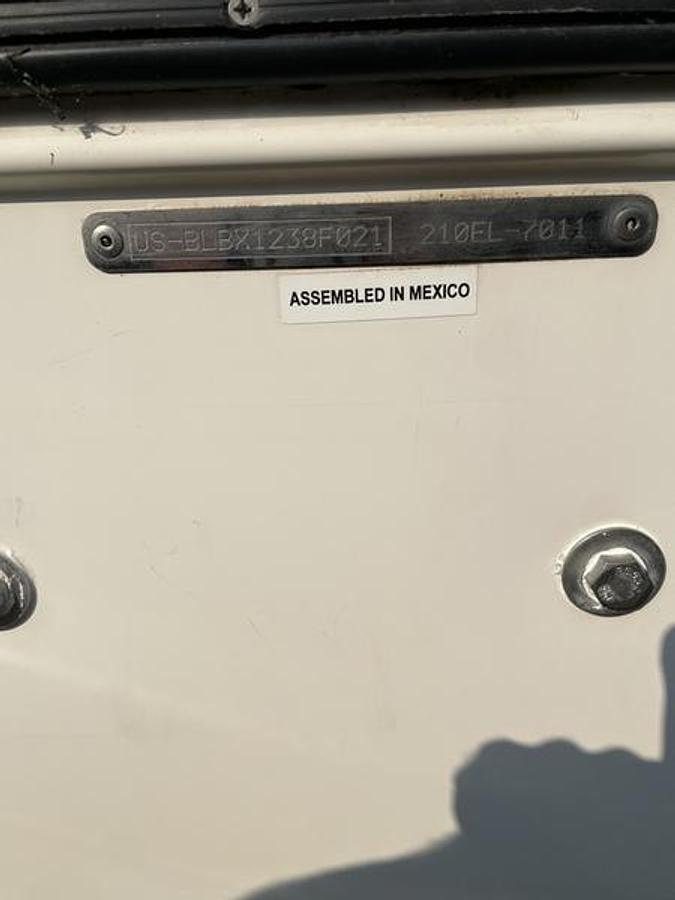 US-BLBX1238F021 210EL-7011
ASSEMBLED IN MEXICO